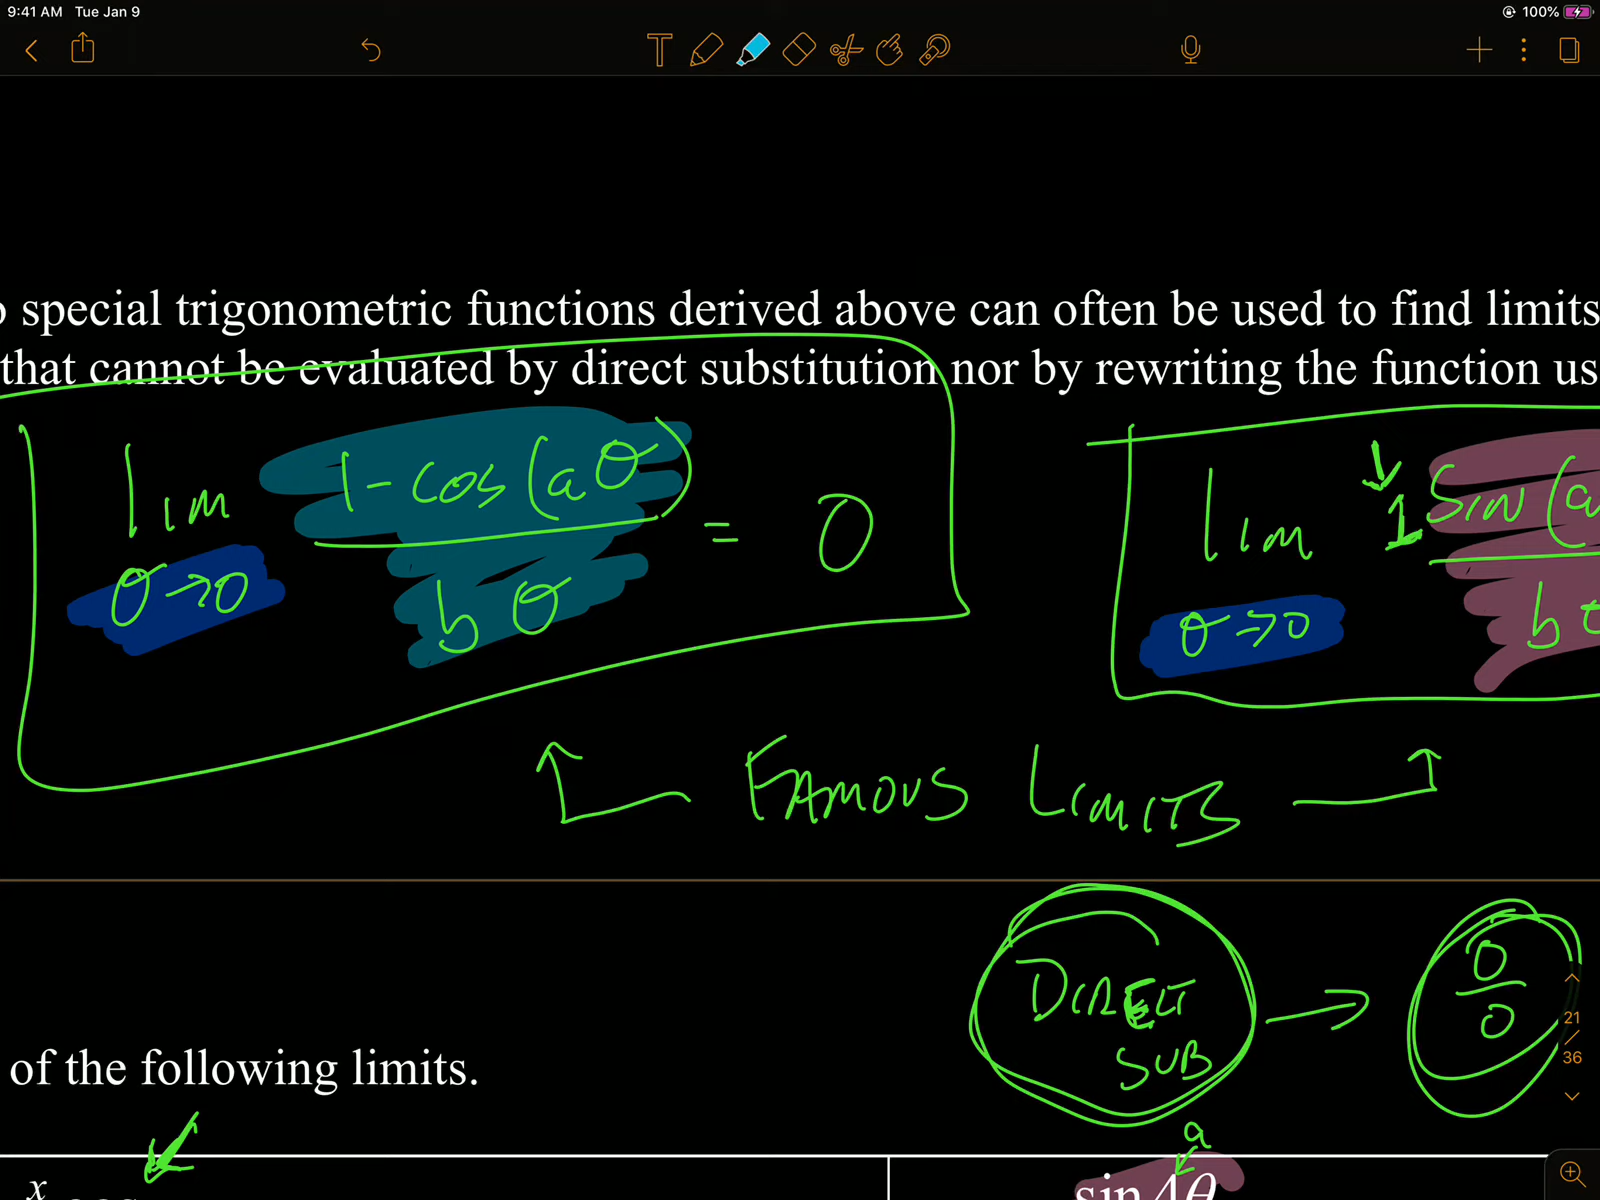 9:41 AM Tue Jan 9
100%
special trigonometric functions derived above can often be used to find limits
that cannot be evaluated by direct substitution nor by rewriting the function us
lim θ→0 1-cos(aθ) / bθ = 0
lim θ→0 1 sin(a / b
FAMOUS LIMITS
DIRECT SUB → 0/0
21 / 36
of the following limits.
a
x
sin 4θ